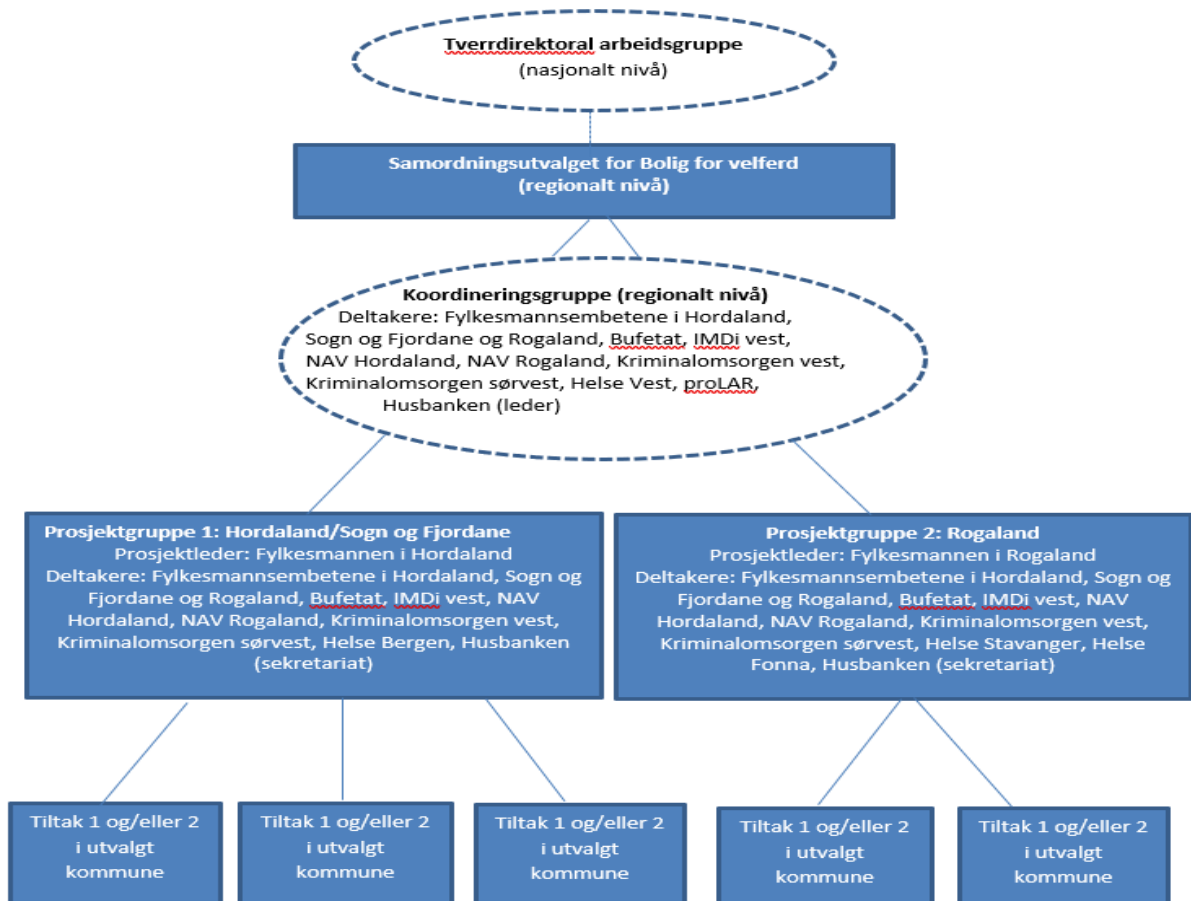 Tverrdirektoral arbeidsgruppe
(nasjonalt nivå)
Samordningsutvalget for Bolig for velferd
(regionalt nivå)
Koordineringsgruppe (regionalt nivå)
Deltakere: Fylkesmannsembetene i Hordaland,
Sogn og Fjordane og Rogaland, Bufetat, IMDi vest,
NAV Hordaland, NAV Rogaland, Kriminalomsorgen vest,
Kriminalomsorgen sørvest, Helse Vest, proLAR,
Husbanken (leder)
Prosjektgruppe 1: Hordaland/Sogn og Fjordane
Prosjektleder: Fylkesmannen i Hordaland
Deltakere: Fylkesmannsembetene i Hordaland, Sogn og
Fjordane og Rogaland, Bufetat, IMDi vest, NAV
Hordaland, NAV Rogaland, Kriminalomsorgen vest,
Kriminalomsorgen sørvest, Helse Bergen, Husbanken
(sekretariat)
Prosjektgruppe 2: Rogaland
Prosjektleder: Fylkesmannen i Rogaland
Deltakere: Fylkesmannsembetene i Hordaland, Sogn og
Fjordane og Rogaland, Bufetat, IMDi vest, NAV
Hordaland, NAV Rogaland, Kriminalomsorgen vest,
Kriminalomsorgen sørvest, Helse Stavanger, Helse
Fonna, Husbanken (sekretariat)
Tiltak 1 og/eller 2
i utvalgt
kommune
Tiltak 1 og/eller 2
i utvalgt
kommune
Tiltak 1 og/eller 2
i utvalgt
kommune
Tiltak 1 og/eller 2
i utvalgt
kommune
Tiltak 1 og/eller 2
i utvalgt
kommune